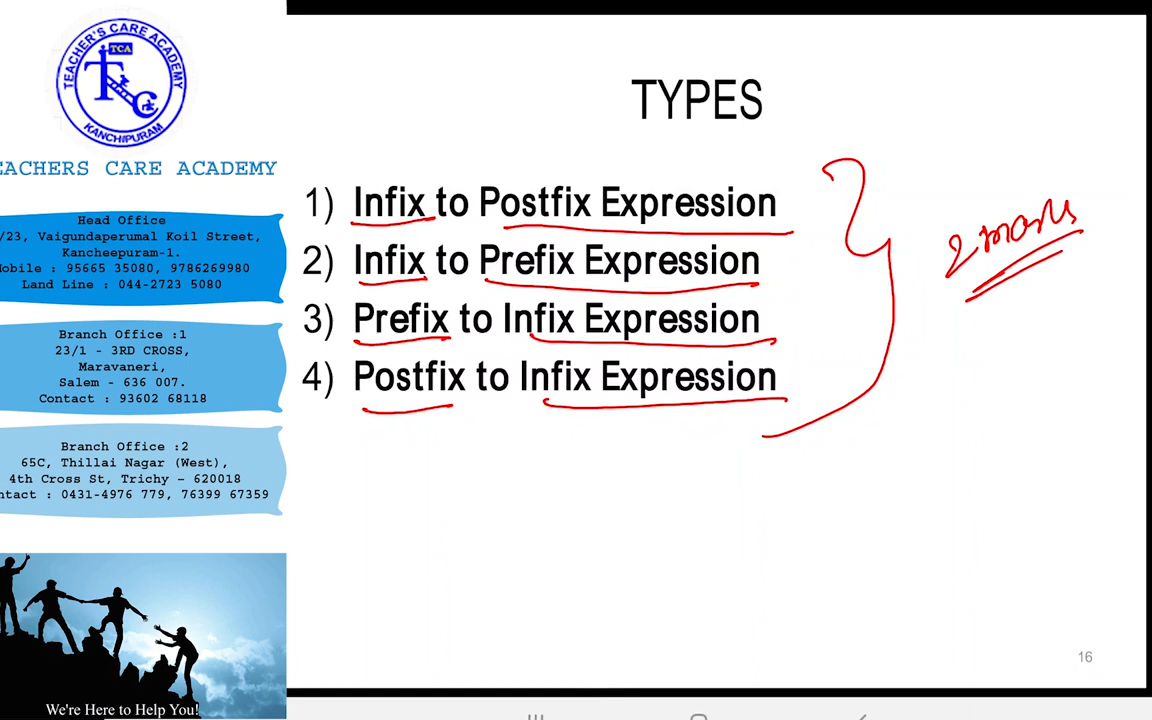 TEACHER'S CARE ACADEMY
TCA
KANCHIPURAM
EACHERS CARE ACADEMY
Head Office
/23, Vaigundaperumal Koil Street,
Kancheepuram-1.
obile : 95665 35080, 9786269980
Land Line : 044-2723 5080
Branch Office :1
23/1 - 3RD CROSS,
Maravaneri,
Salem - 636 007.
Contact : 93602 68118
Branch Office :2
65C, Thillai Nagar (West),
4th Cross St, Trichy – 620018
ntact : 0431-4976 779, 76399 67359
We're Here to Help You!
TYPES
1) Infix to Postfix Expression
2) Infix to Prefix Expression
3) Prefix to Infix Expression
4) Postfix to Infix Expression
2 marks
16